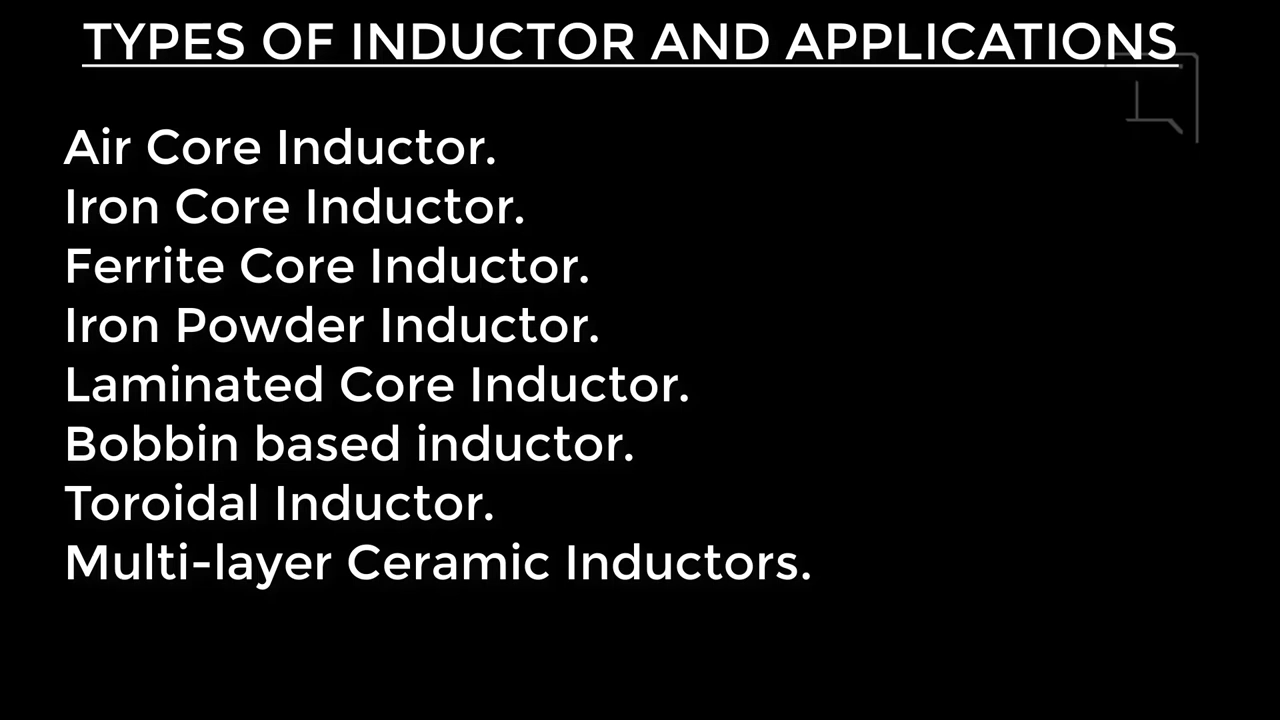 TYPES OF INDUCTOR AND APPLICATIONS
Air Core Inductor.
Iron Core Inductor.
Ferrite Core Inductor.
Iron Powder Inductor.
Laminated Core Inductor.
Bobbin based inductor.
Toroidal Inductor.
Multi-layer Ceramic Inductors.